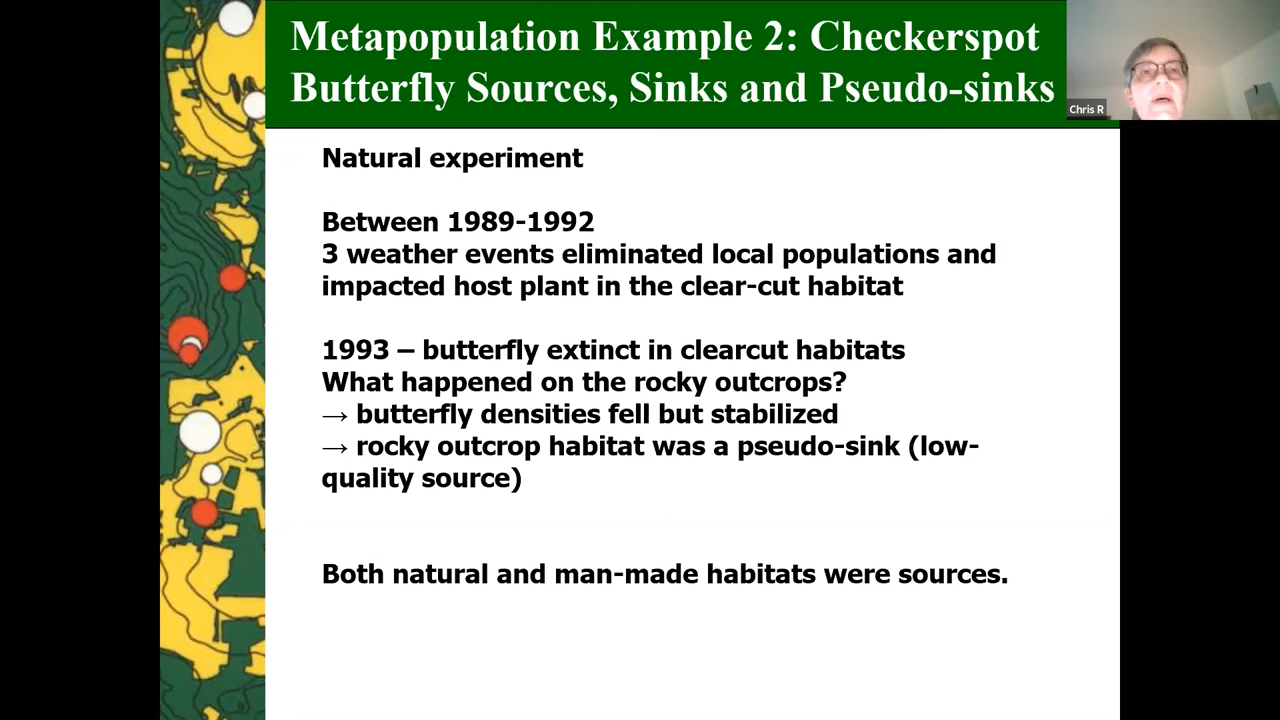 Metapopulation Example 2: Checkerspot
Butterfly Sources, Sinks and Pseudo-sinks
Chris R
Natural experiment
Between 1989-1992
3 weather events eliminated local populations and
impacted host plant in the clear-cut habitat
1993 – butterfly extinct in clearcut habitats
What happened on the rocky outcrops?
→ butterfly densities fell but stabilized
→ rocky outcrop habitat was a pseudo-sink (low-
quality source)
Both natural and man-made habitats were sources.